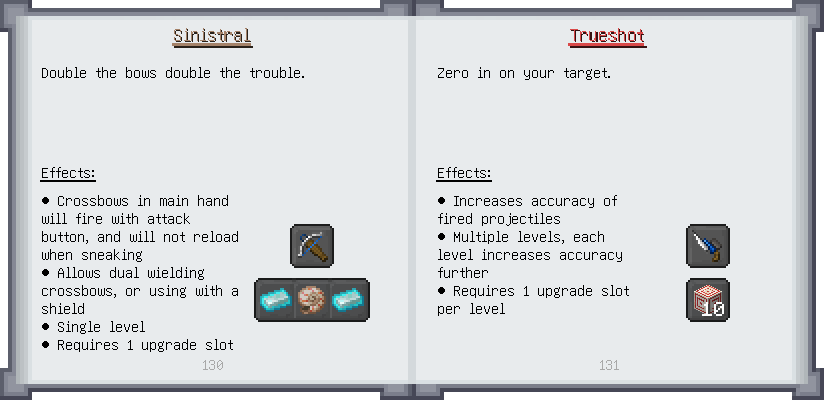 Sinistral
Double the bows double the trouble.
Effects:
● Crossbows in main hand
will fire with attack
button, and will not reload
when sneaking
● Allows dual wielding
crossbows, or using with a
shield
● Single level
● Requires 1 upgrade slot
130
Trueshot
Zero in on your target.
Effects:
● Increases accuracy of
fired projectiles
● Multiple levels, each
level increases accuracy
further
● Requires 1 upgrade slot
per level
10
131